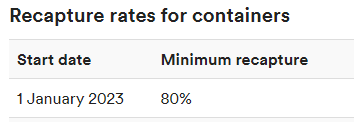 Recapture rates for containers
Start date Minimum recapture
1 January 2023 80%